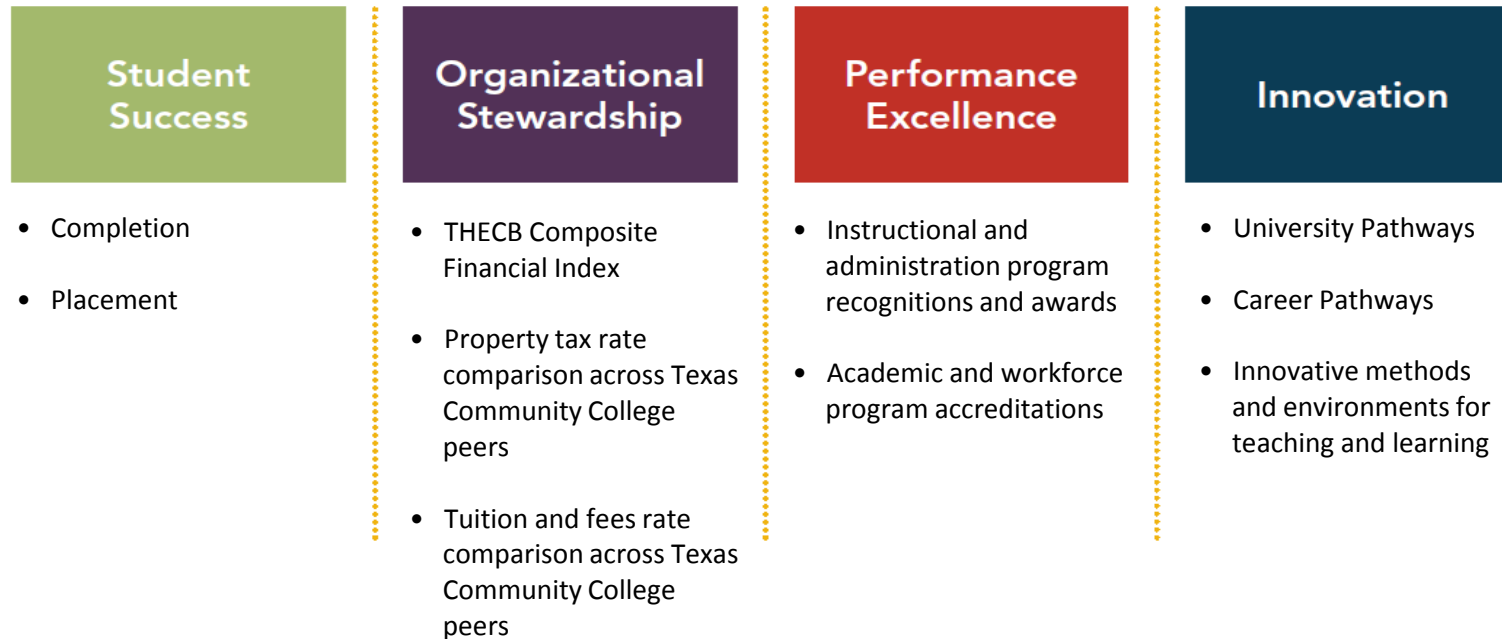 Student
Success
• Completion
• Placement
Organizational
Stewardship
• THECB Composite
Financial Index
• Property tax rate
comparison across Texas
Community College
peers
• Tuition and fees rate
comparison across Texas
Community College
peers
Performance
Excellence
• Instructional and
administration program
recognitions and awards
• Academic and workforce
program accreditations
Innovation
• University Pathways
• Career Pathways
• Innovative methods
and environments for
teaching and learning